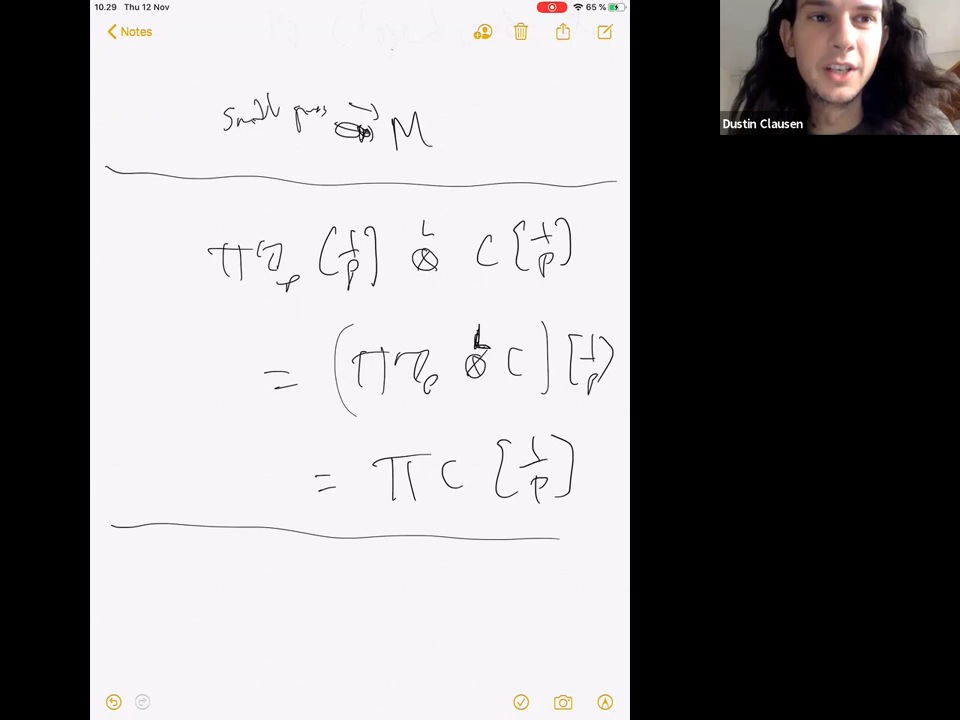 10.29 Thu 12 Nov
65 %
Notes
Dustin Clausen
Small → M
∏ ℤ_p [1/p] ⊗^L C [1/p]
= (∏ ℤ_p ⊗^L C) [1/p]
= ∏ C [1/p]